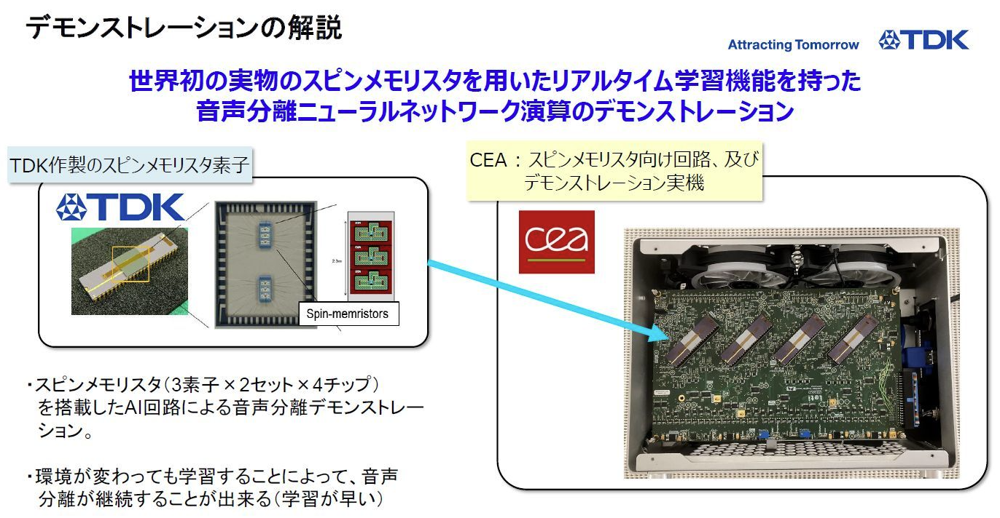 デモンストレーションの解説
Attracting Tomorrow TDK
世界初の実物のスピンメモリスタを用いたリアルタイム学習機能を持った
音声分離ニューラルネットワーク演算のデモンストレーション
TDK作製のスピンメモリスタ素子
TDK
2.3mm
Spin-memristors
CEA : スピンメモリスタ向け回路、及び
デモンストレーション実機
cea
leti
・スピンメモリスタ(3素子×2セット×4チップ)
を搭載したAI回路による音声分離デモンストレー
ション。
・環境が変わっても学習することによって、音声
分離が継続することが出来る(学習が早い)